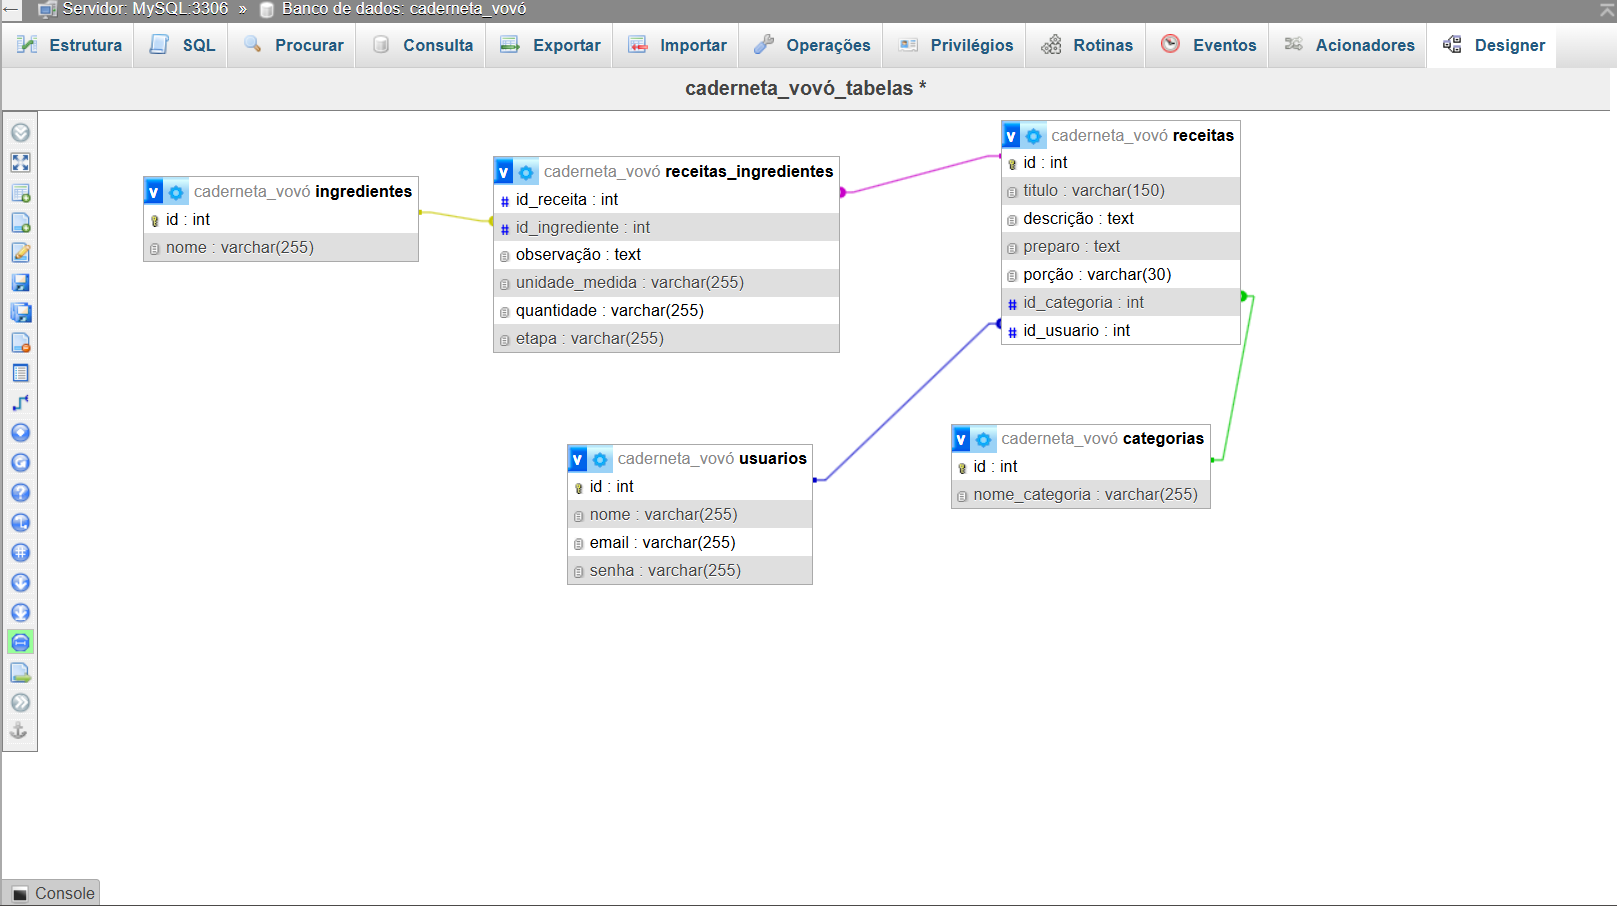 Servidor: MySQL:3306 » Banco de dados: caderneta_vovó
Estrutura SQL Procurar Consulta Exportar Importar Operações Privilégios Rotinas Eventos Acionadores Designer
caderneta_vovó_tabelas *
v caderneta_vovó ingredientes
id : int
nome : varchar(255)
v caderneta_vovó receitas_ingredientes
# id_receita : int
# id_ingrediente : int
observação : text
unidade_medida : varchar(255)
quantidade : varchar(255)
etapa : varchar(255)
v caderneta_vovó receitas
id : int
titulo : varchar(150)
descrição : text
preparo : text
porção : varchar(30)
# id_categoria : int
# id_usuario : int
v caderneta_vovó usuarios
id : int
nome : varchar(255)
email : varchar(255)
senha : varchar(255)
v caderneta_vovó categorias
id : int
nome_categoria : varchar(255)
Console